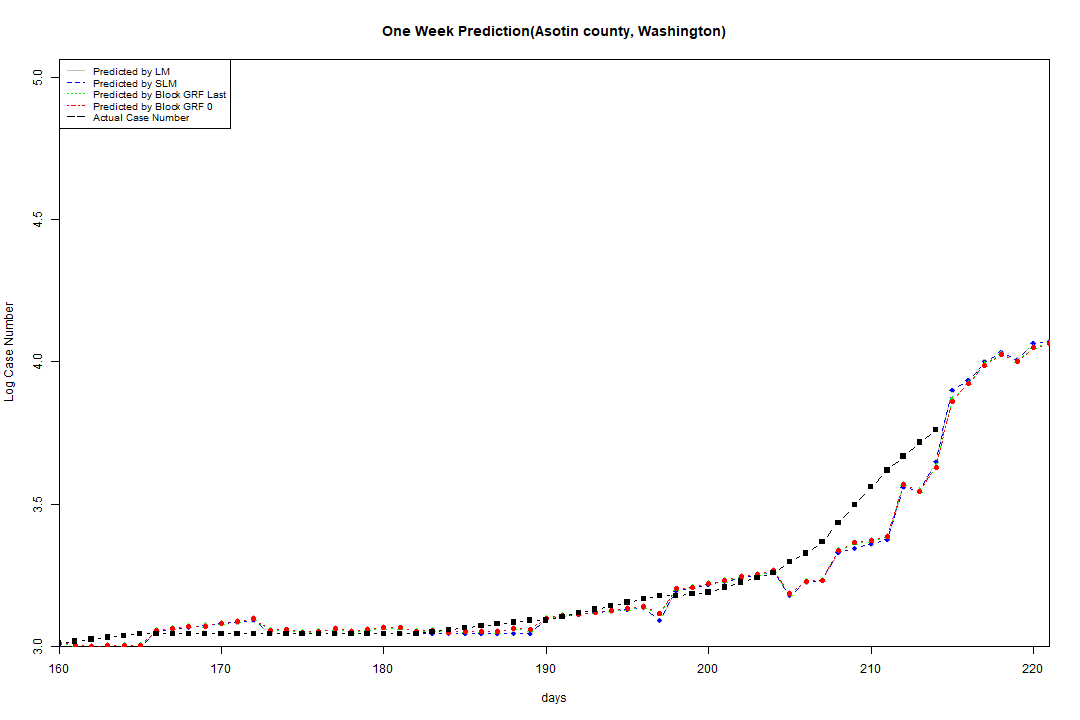 One Week Prediction(Asotin county, Washington)
Predicted by LM
Predicted by SLM
Predicted by Block GRF Last
Predicted by Block GRF 0
Actual Case Number
5.0
4.5
4.0
3.5
3.0
Log Case Number
160 170 180 190 200 210 220
days